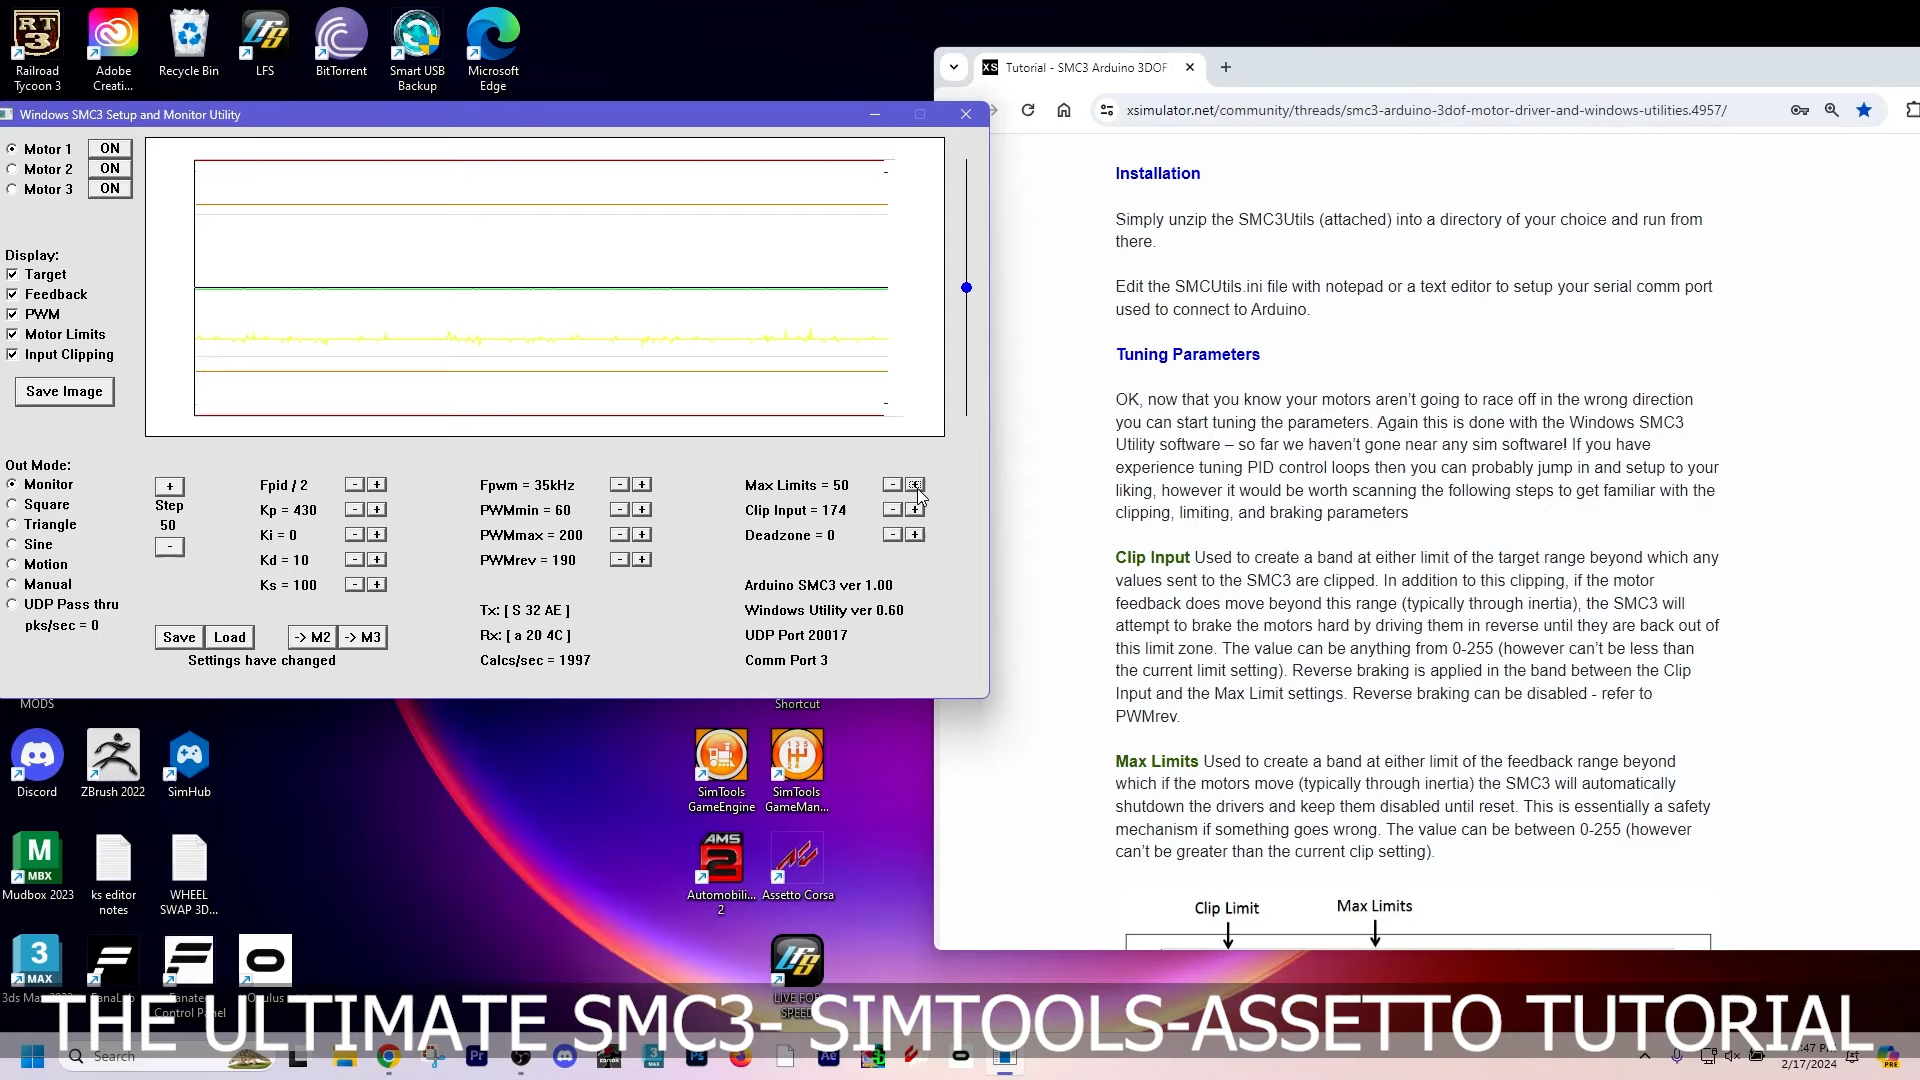 RT
3
Railroad
Tycoon 3
Adobe
Creati...
Recycle Bin
LFS
BitTorrent
Smart USB
Backup
Microsoft
Edge
Windows SMC3 Setup and Monitor Utility
Motor 1
ON
Motor 2
ON
Motor 3
ON
Display:
Target
Feedback
PWM
Motor Limits
Input Clipping
Save Image
Out Mode:
Monitor
Square
Triangle
Sine
Motion
Manual
UDP Pass thru
pks/sec = 0
+
Step
50
-
Fpid / 2
- +
Kp = 430
- +
Ki = 0
- +
Kd = 10
- +
Ks = 100
- +
Save
Load
-> M2
-> M3
Settings have changed
Fpwm = 35kHz
- +
PWMmin = 60
- +
PWMmax = 200
- +
PWMrev = 190
- +
Tx: [ S 32 AE ]
Rx: [ a 20 4C ]
Calcs/sec = 1997
Max Limits = 50
-
Clip Input = 174
- +
Deadzone = 0
- +
Arduino SMC3 ver 1.00
Windows Utility ver 0.60
UDP Port 20017
Comm Port 3
XS
Tutorial - SMC3 Arduino 3DOF
xsimulator.net/community/threads/smc3-arduino-3dof-motor-driver-and-windows-utilities.4957/
Installation
Simply unzip the SMC3Utils (attached) into a directory of your choice and run from
there.
Edit the SMCUtils.ini file with notepad or a text editor to setup your serial comm port
used to connect to Arduino.
Tuning Parameters
OK, now that you know your motors aren't going to race off in the wrong direction
you can start tuning the parameters. Again this is done with the Windows SMC3
Utility software – so far we haven't gone near any sim software! If you have
experience tuning PID control loops then you can probably jump in and setup to your
liking, however it would be worth scanning the following steps to get familiar with the
clipping, limiting, and braking parameters
Clip Input Used to create a band at either limit of the target range beyond which any
values sent to the SMC3 are clipped. In addition to this clipping, if the motor
feedback does move beyond this range (typically through inertia), the SMC3 will
attempt to brake the motors hard by driving them in reverse until they are back out of
this limit zone. The value can be anything from 0-255 (however can't be less than
the current limit setting). Reverse braking is applied in the band between the Clip
Input and the Max Limit settings. Reverse braking can be disabled - refer to
PWMrev.
Max Limits Used to create a band at either limit of the feedback range beyond
which if the motors move (typically through inertia) the SMC3 will automatically
shutdown the drivers and keep them disabled until reset. This is essentially a safety
mechanism if something goes wrong. The value can be between 0-255 (however
can't be greater than the current clip setting).
Clip Limit
Max Limits
MODS
Shortcut
Discord
ZBrush 2022
SimHub
SimTools
GameEngine
SimTools
GameMan...
M
MBX
Mudbox 2023
ks editor
notes
WHEEL
SWAP 3D...
AMS
2
Automobili...
2
Assetto Corsa
3
MAX
Control Panel
Oculus
LIVE FOR
SPEED
THE ULTIMATE SMC3- SIMTOOLS-ASSETTO TUTORIAL
Search
Pr
Ps
Ae
2/17/2024
PRE